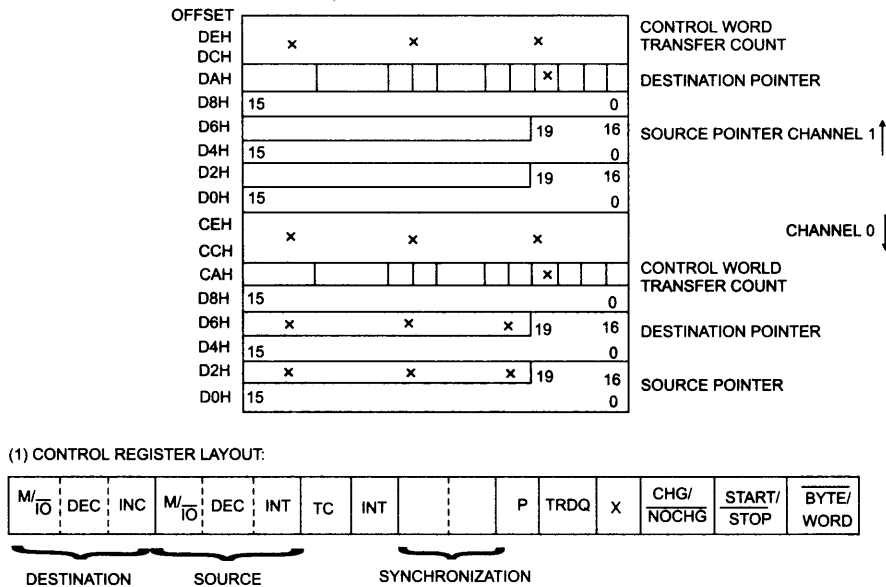 OFFSET
DEH
DCH
DAH
D8H
D6H
D4H
D2H
D0H
CEH
CCH
CAH
D8H
D6H
D4H
D2H
D0H
x x x
x
15 0
19 16
15 0
19 16
15 0
x x x
x
15 0
x x x 19 16
15 0
x x x 19 16
15 0
CONTROL WORD
TRANSFER COUNT
DESTINATION POINTER
SOURCE POINTER CHANNEL 1
CHANNEL 0
CONTROL WORLD
TRANSFER COUNT
DESTINATION POINTER
SOURCE POINTER
(1) CONTROL REGISTER LAYOUT:
M/IO DEC INC M/IO DEC INT TC INT P TRDQ X CHG/NOCHG START/STOP BYTE/WORD
DESTINATION SOURCE SYNCHRONIZATION